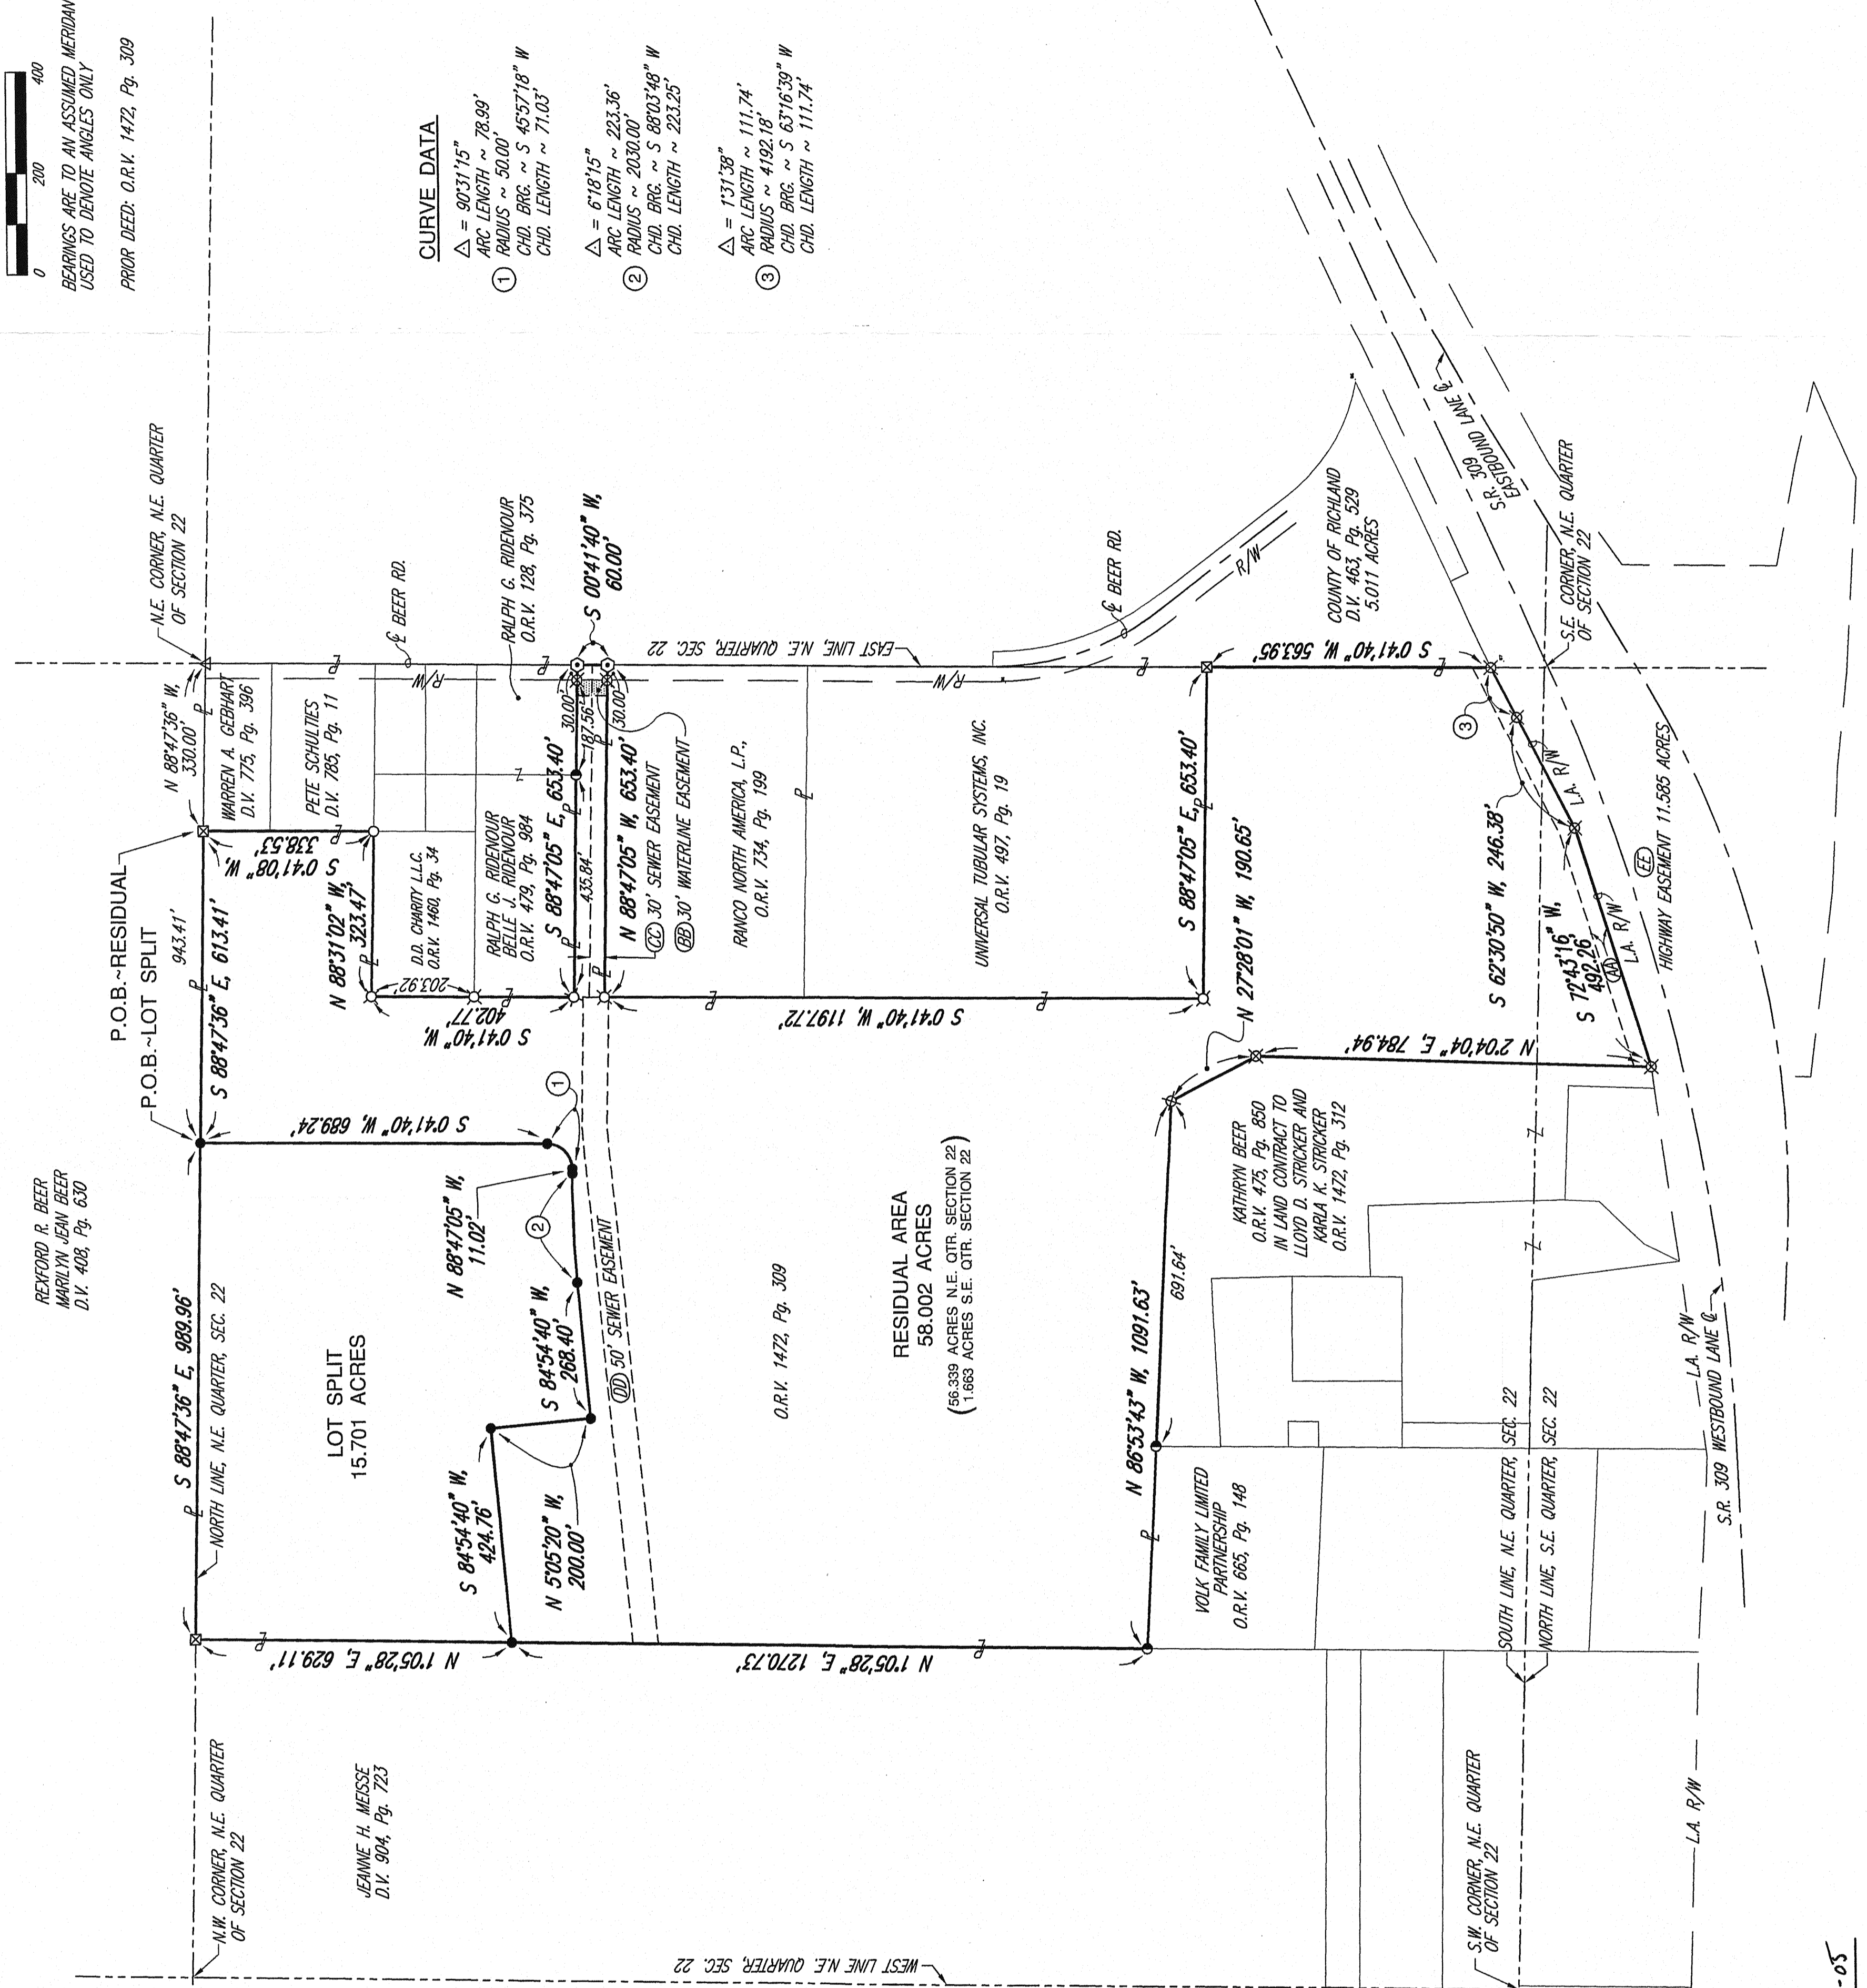 0 200 400
BEARINGS ARE TO AN ASSUMED MERIDAN
USED TO DENOTE ANGLES ONLY
PRIOR DEED: O.R.V. 1472, Pg. 309
CURVE DATA
△ = 90°31'15"
ARC LENGTH ~ 78.99'
① RADIUS ~ 50.00'
CHD. BRG. ~ S 45°57'18" W
CHD. LENGTH ~ 71.03'
△ = 6°18'15"
ARC LENGTH ~ 223.36'
② RADIUS ~ 2030.00'
CHD. BRG. ~ S 88°03'48" W
CHD. LENGTH ~ 223.25'
△ = 1°31'38"
ARC LENGTH ~ 111.74'
③ RADIUS ~ 4192.18'
CHD. BRG. ~ S 63°16'39" W
CHD. LENGTH ~ 111.74'
N.E. CORNER, N.E. QUARTER
OF SECTION 22
N 88°47'36" W,
330.00'
WARREN A. GEBHART
D.V. 775, Pg. 396
PETE SCHULTIES
D.V. 785, Pg. 11
℄ BEER RD.
R/W
RALPH G. RIDENOUR
O.R.V. 128, Pg. 375
S 00°41'40" W,
60.00'
EAST LINE, N.E. QUARTER, SEC. 22
R/W
℄ BEER RD.
R/W
COUNTY OF RICHLAND
D.V. 463, Pg. 529
5.011 ACRES
S.R. 309
EASTBOUND LANE ℄
S.E. CORNER, N.E. QUARTER
OF SECTION 22
S 0°41'40" W, 563.95'
③
P.O.B.~RESIDUAL
P.O.B.~LOT SPLIT
943.41'
S 88°47'36" E, 613.41'
S 0°41'08" W,
338.53'
N 88°31'02" W,
323.47'
D.D. CHARITY L.L.C.
O.R.V. 1460, Pg. 34
203.92'
S 0°41'40" W,
402.77'
RALPH G. RIDENOUR
BELLE J. RIDENOUR
O.R.V. 479, Pg. 984
S 88°47'05" E, 653.40'
30.00'
187.56'
435.84'
30.00'
N 88°47'05" W, 653.40'
CC 30' SEWER EASEMENT
BB 30' WATERLINE EASEMENT
RANCO NORTH AMERICA, L.P.,
O.R.V. 734, Pg. 199
UNIVERSAL TUBULAR SYSTEMS, INC.
O.R.V. 497, Pg. 19
S 0°41'40" W, 1197.72'
S 88°47'05" E, 653.40'
N 27°28'01" W, 190.65'
N 2°04'04" E, 784.94'
S 62°30'50" W, 246.38'
L.A. R/W
S 72°43'16" W,
492.26
AA
L.A. R/W
EE
HIGHWAY EASEMENT 11.585 ACRES
REXFORD R. BEER
MARILYN JEAN BEER
D.V. 408, Pg. 630
S 88°47'36" E, 989.96'
NORTH LINE, N.E. QUARTER, SEC. 22
S 0°41'40" W, 689.24'
①
N 88°47'05" W,
11.02'
②
S 84°54'40" W,
268.40'
DD 50' SEWER EASEMENT
LOT SPLIT
15.701 ACRES
S 84°54'40" W,
424.76'
N 5°05'20" W,
200.00'
N 1°05'28" E, 629.11'
N 1°05'28" E, 1270.73'
O.R.V. 1472, Pg. 309
RESIDUAL AREA
58.002 ACRES
(56.339 ACRES N.E. QTR. SECTION 22
1.663 ACRES S.E. QTR. SECTION 22)
N 86°53'43" W, 1091.63'
691.64'
KATHRYN BEER
O.R.V. 475, Pg. 850
IN LAND CONTRACT TO
LLOYD D. STRICKER AND
KARLA K. STRICKER
O.R.V. 1472, Pg. 312
VOLK FAMILY LIMITED
PARTNERSHIP
O.R.V. 665, Pg. 148
SOUTH LINE, N.E. QUARTER, SEC. 22
NORTH LINE, S.E. QUARTER, SEC. 22
L.A. R/W
S.R. 309 WESTBOUND LANE ℄
N.W. CORNER, N.E. QUARTER
OF SECTION 22
JEANNE H. MEISSE
D.V. 904, Pg. 723
WEST LINE N.E. QUARTER, SEC. 22
S.W. CORNER, N.E. QUARTER
OF SECTION 22
L.A. R/W
-05